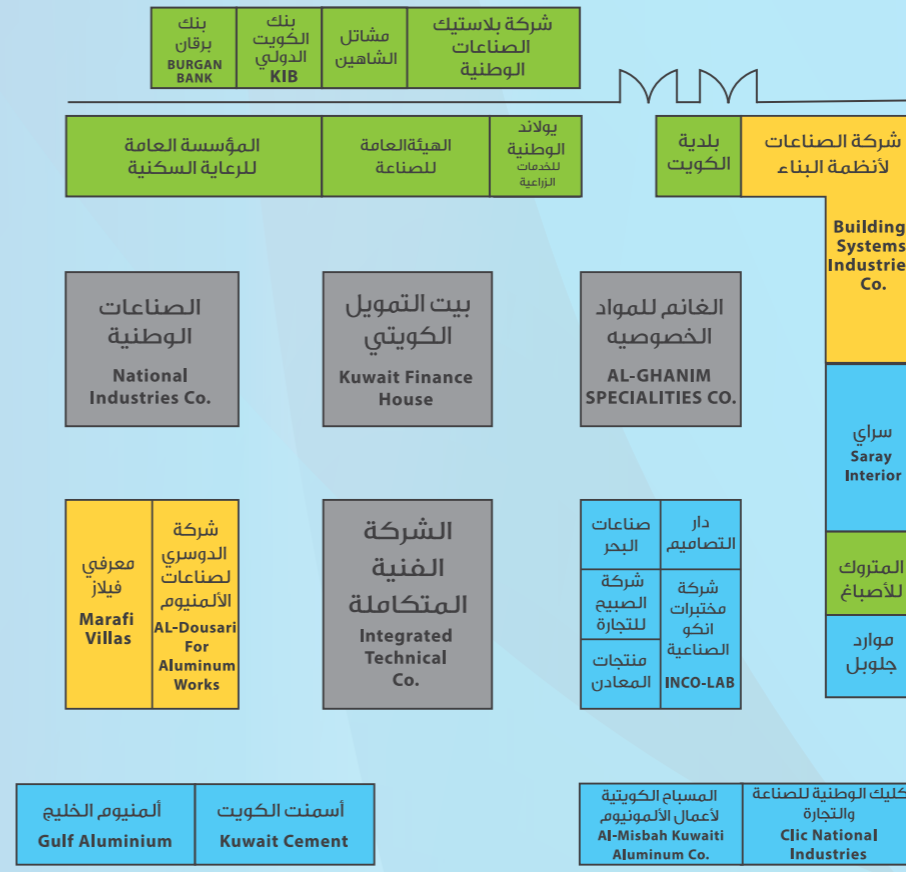 بنك
برقان
BURGAN
BANK
بنك
الكويت
الدولي
KIB
مشاتل
الشاهين
شركة بلاستيك
الصناعات
الوطنية
المؤسسة العامة
للرعاية السكنية
الهيئةالعامة
للصناعة
يولاند
الوطنية
للخدمات
الزراعية
بلدية
الكويت
شركة الصناعات
لأنظمة البناء
Building
Systems
Industrie
Co.
الصناعات
الوطنية
National
Industries Co.
بيت التمويل
الكويتي
Kuwait Finance
House
الغانم للمواد
الخصوصيه
AL-GHANIM
SPECIALITIES CO.
سراي
Saray
Interior
معرفي
فيلاز
Marafi
Villas
شركة
الدوسري
لصناعات
الألمنيوم
AL-Dousari
For
Aluminum
Works
الشركة
الفنية
المتكاملة
Integrated
Technical
Co.
صناعات
البحر
دار
التصاميم
شركة
الصبيح
للتجارة
شركة
مختبرات
انكو
الصناعية
INCO-LAB
منتجات
المعادن
المتروك
للأصباغ
موارد
جلوبل
ألمنيوم الخليج
Gulf Aluminium
أسمنت الكويت
Kuwait Cement
المسباح الكويتية
لأعمال الألمونيوم
Al-Misbah Kuwaiti
Aluminum Co.
كليك الوطنية للصناعة
والتجارة
Clic National
Industries